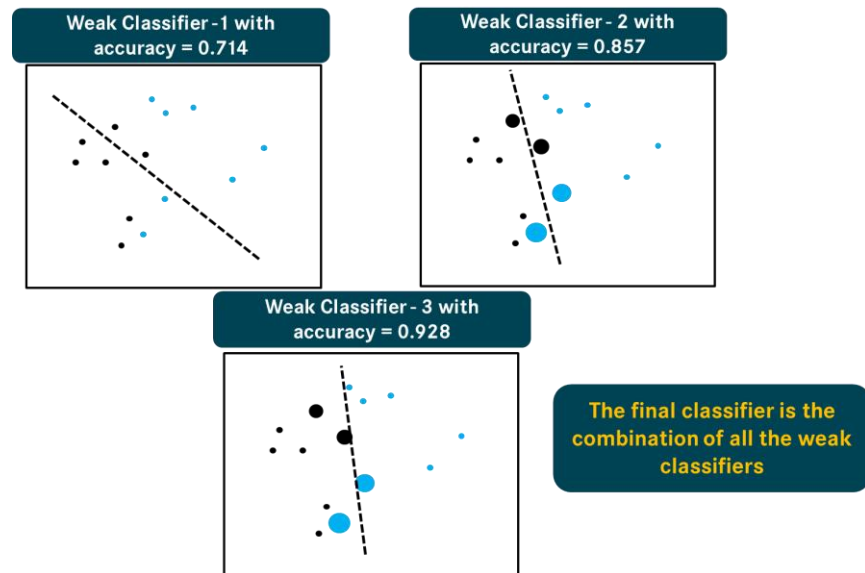 Weak Classifier -1 with
accuracy = 0.714
Weak Classifier - 2 with
accuracy = 0.857
Weak Classifier - 3 with
accuracy = 0.928
The final classifier is the
combination of all the weak
classifiers